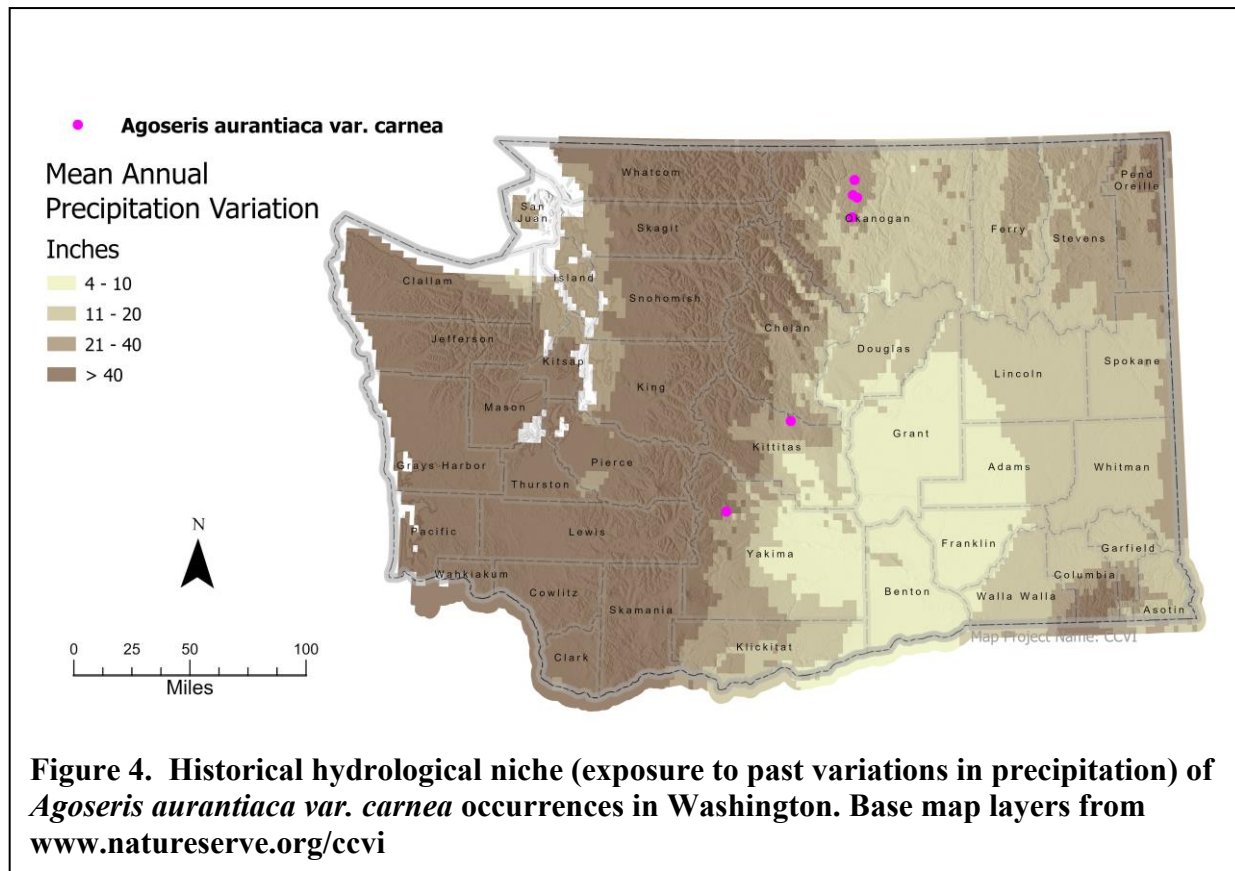 Agoseris aurantiaca var. carnea
Mean Annual
Precipitation Variation
Inches
4 - 10
11 - 20
21 - 40
> 40
N
0 25 50 100
Miles
Whatcom
San
Juan
Skagit
Okanogan
Ferry
Stevens
Pend
Oreille
Clallam
Island
Snohomish
Chelan
Jefferson
Kitsap
King
Douglas
Lincoln
Spokane
Mason
Grays Harbor
Thurston
Pierce
Kittitas
Grant
Adams
Whitman
Pacific
Lewis
Yakima
Franklin
Garfield
Wahkiakum
Cowlitz
Skamania
Benton
Walla Walla
Columbia
Asotin
Clark
Klickitat
Map Project Name: CCVI
Figure 4. Historical hydrological niche (exposure to past variations in precipitation) of
Agoseris aurantiaca var. carnea occurrences in Washington. Base map layers from
www.natureserve.org/ccvi